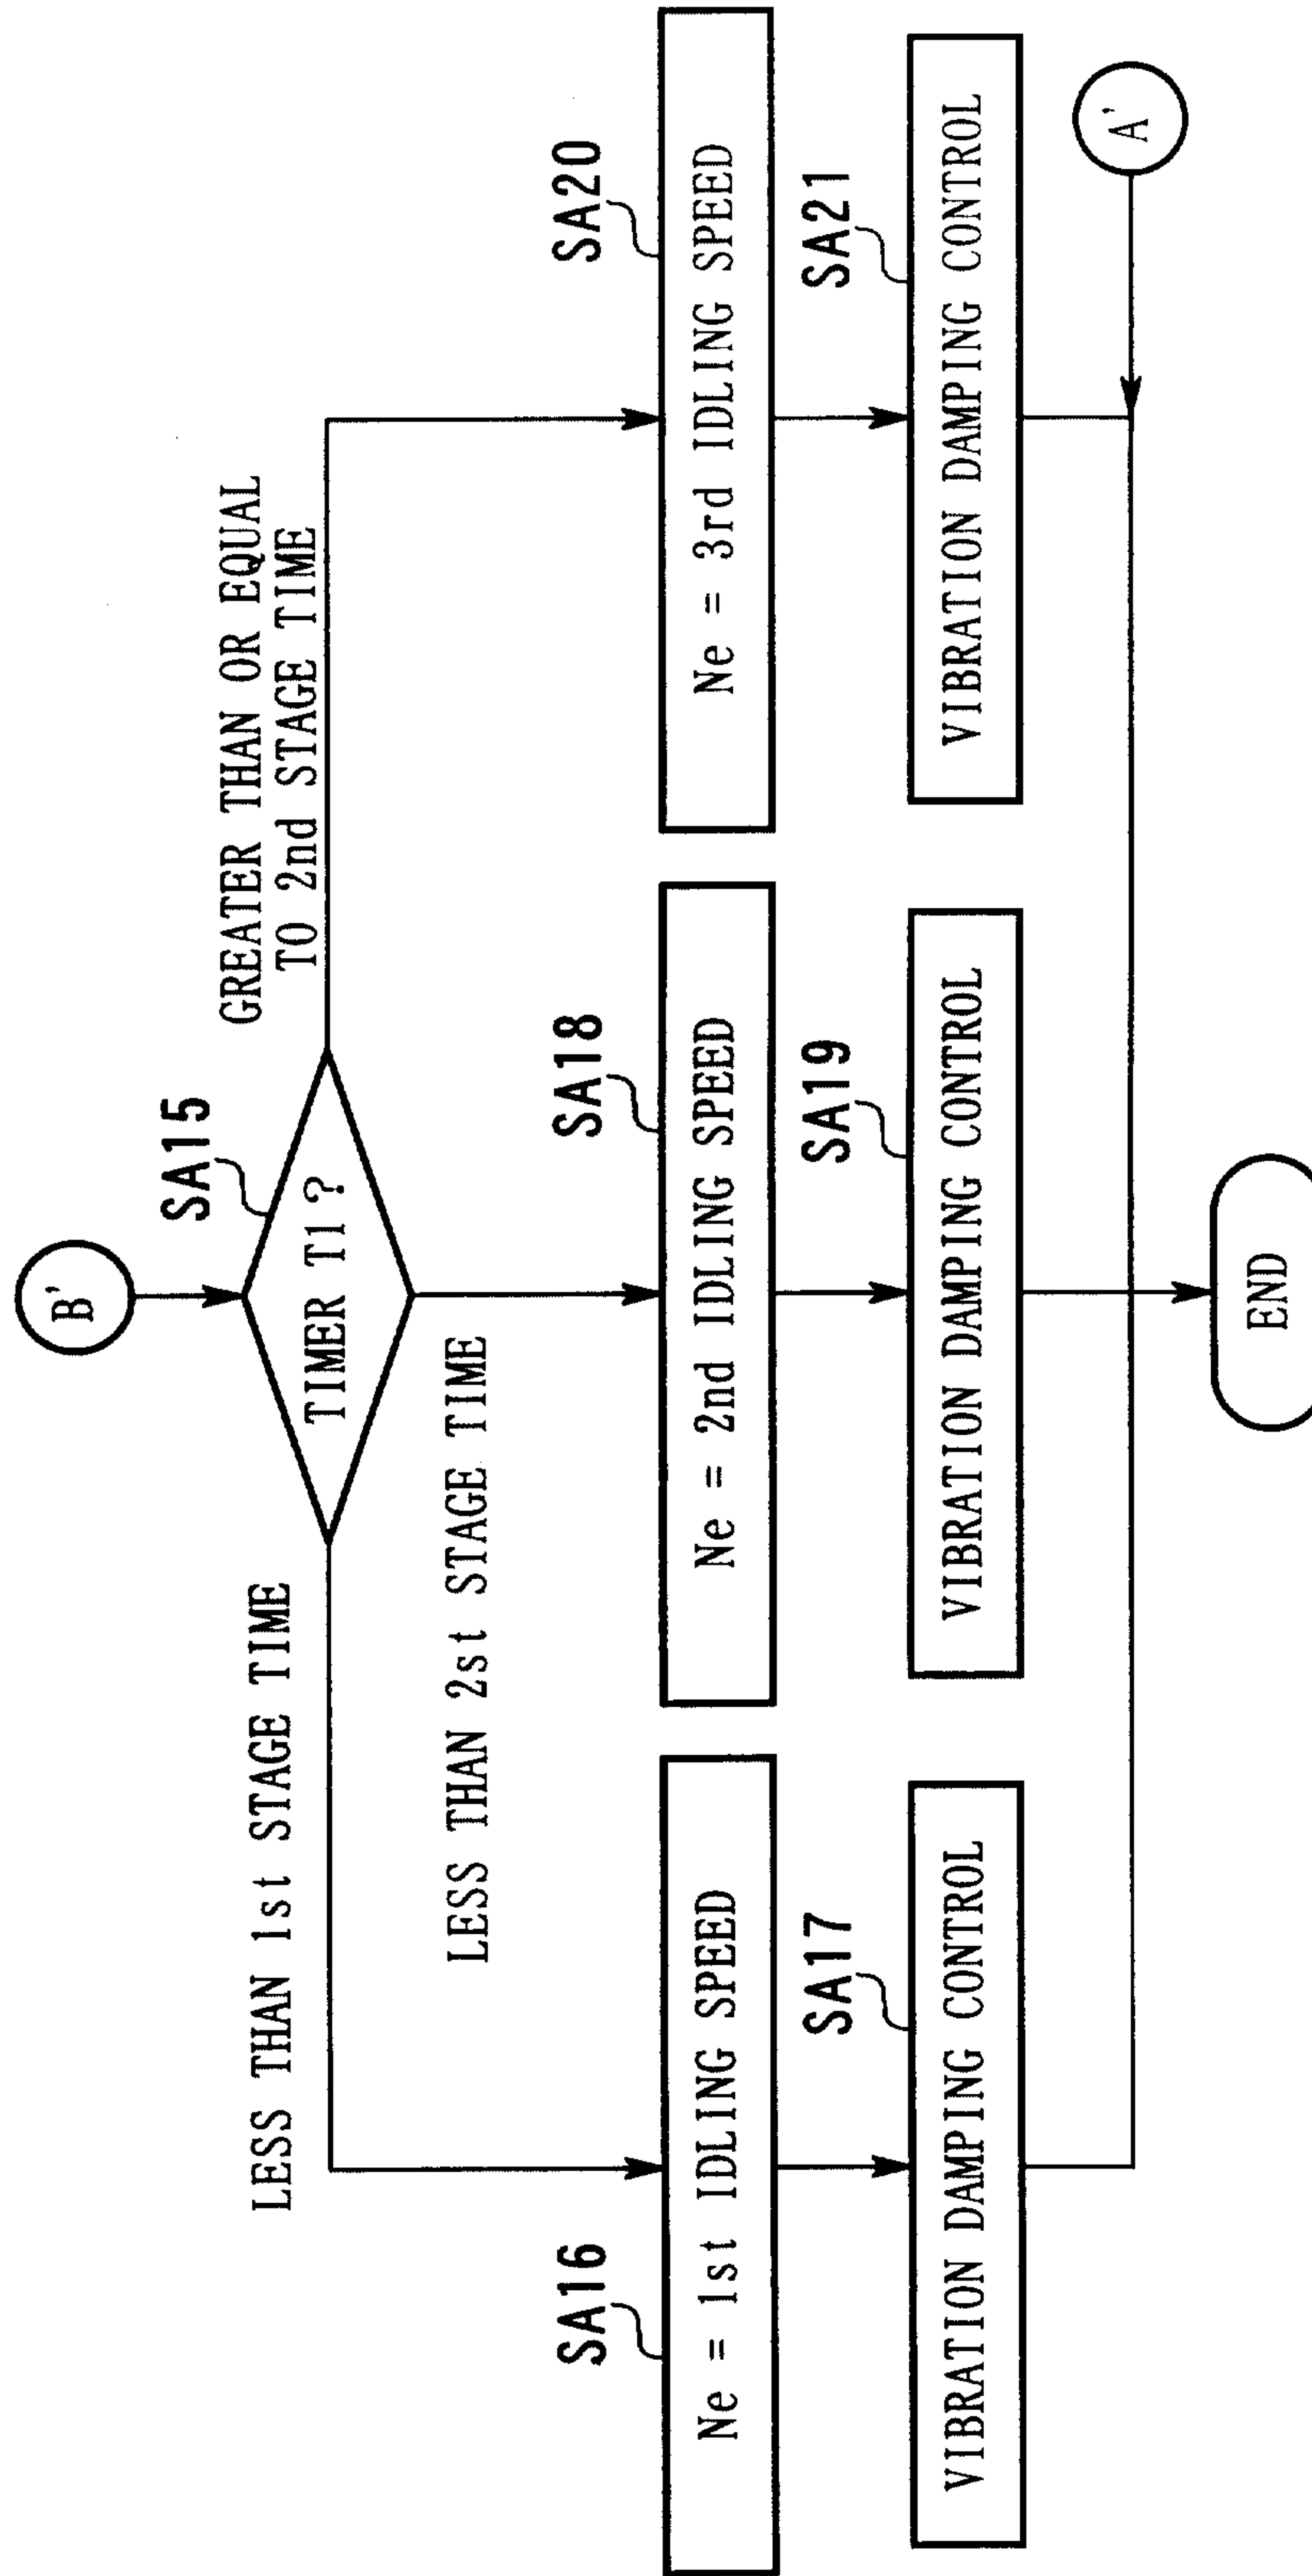 B'
SA15
TIMER T1?
LESS THAN 1st STAGE TIME
LESS THAN 2st STAGE TIME
GREATER THAN OR EQUAL
TO 2nd STAGE TIME
SA16
Ne = 1st IDLING SPEED
SA18
Ne = 2nd IDLING SPEED
SA20
Ne = 3rd IDLING SPEED
SA17
VIBRATION DAMPING CONTROL
SA19
VIBRATION DAMPING CONTROL
SA21
VIBRATION DAMPING CONTROL
A'
END